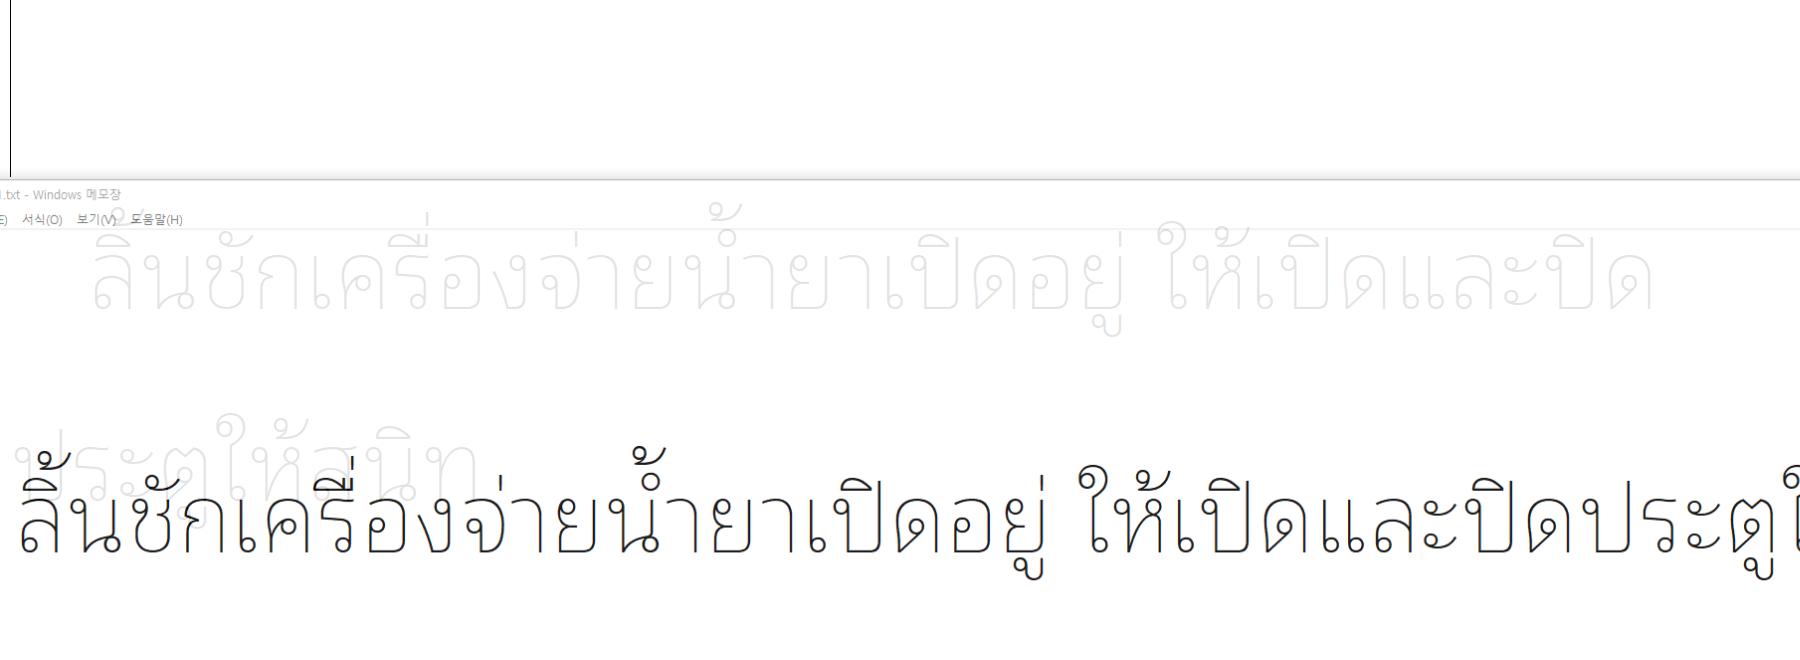 .txt - Windows 메모장
E) 서식(O) 보기(V) 도움말(H)
ลิ้นชักเครื่องจ่ายน้ำยาเปิดอยู่ ให้เปิดและปิด
ประตูให้สนิท
ลิ้นชักเครื่องจ่ายน้ำยาเปิดอยู่ ให้เปิดและปิดประตูใ